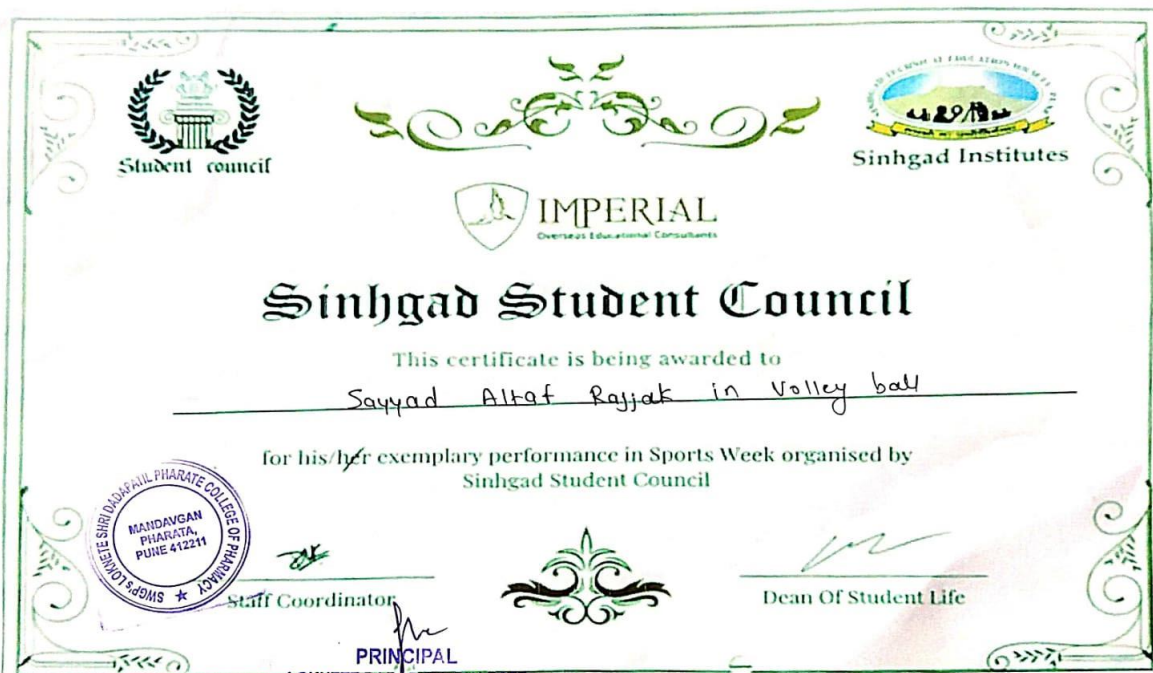 Student council
Sinhgad Institutes
IMPERIAL
Overseas Educational Consultants
Sinhgad Student Council
This certificate is being awarded to
Sayyad Altaf Rajjak in Volley ball
for his/her exemplary performance in Sports Week organised by
Sinhgad Student Council
SWGP's LOKNETE SHRI DADAPATIL PHARATE COLLEGE OF PHARMACY
MANDAVGAN
PHARATA,
PUNE 412211
Staff Coordinator
Dean Of Student Life
PRINCIPAL